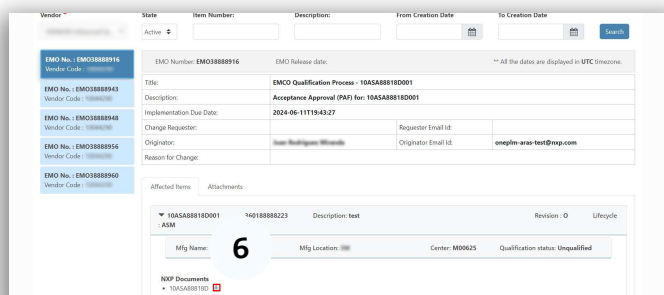 Vendor * State Item Number: Description: From Creation Date To Creation Date
Active Search
EMO No. : EMO38888916
Vendor Code :
EMO No. : EMO38888943
Vendor Code :
EMO No. : EMO38888948
Vendor Code :
EMO No. : EMO38888956
Vendor Code :
EMO No. : EMO38888960
Vendor Code :
EMO Number: EMO38888916 EMO Release date: ** All the dates are displayed in UTC timezone.
Title: EMCO Qualification Process - 10ASA88818D001
Description: Acceptance Approval (PAF) for: 10ASA88818D001
Implementation Due Date: 2024-06-11T19:43:27
Change Requester: Requester Email Id:
Originator: Originator Email Id: oneplm-aras-test@nxp.com
Reason for Change:
Affected Items Attachments
10ASA88818D001 360188888223 Description: test Revision : O Lifecycle
: ASM
Mfg Name: 6 Mfg Location: Center: M00625 Qualification status: Unqualified
NXP Documents
• 10ASA88818D